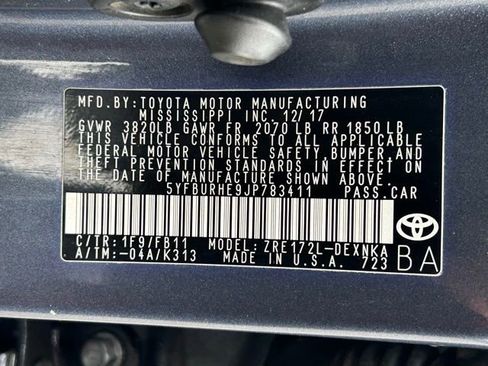 MFD. BY: TOYOTA MOTOR MANUFACTURING
MISSISSIPPI INC. 12/17
GVWR 3820LB GAWR FR 2070 LB RR 1850 LB
THIS VEHICLE CONFORMS TO ALL APPLICABLE
FEDERAL MOTOR VEHICLE SAFETY, BUMPER, AND
THEFT PREVENTION STANDARDS IN EFFECT ON
THE DATE OF MANUFACTURE SHOWN ABOVE.
5YFBURHE9JP783411 PASS.CAR
C/TR: 1F9/FB11 MODEL: ZRE172L-DEXNKA
A/TM: -04A/K313 MADE IN U.S.A. 723
BA